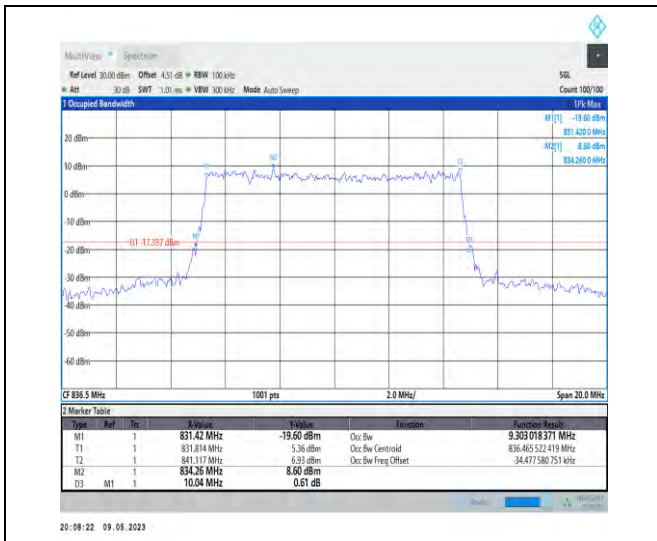 MultiView Spectrum
Ref Level 30.00 dBm Offset 4.51 dB RBW 100 kHz SGL
Att 30 dB SWT 1.01 ms VBW 300 kHz Mode Auto Sweep Count 100/100
1 Occupied Bandwidth 1Pk Max
M1[1] -19.60 dBm
831.420 0 MHz
M2[1] 8.60 dBm
834.260 0 MHz
20 dBm
10 dBm
0 dBm
-10 dBm
H1 -17.397 dBm
-20 dBm
-30 dBm
-40 dBm
-50 dBm
-60 dBm
T1
M2
T2
M1
D3
CF 836.5 MHz 1001 pts 2.0 MHz/ Span 20.0 MHz
2 Marker Table
Type Ref Trc X-Value Y-Value Function Function Result
M1 1 831.42 MHz -19.60 dBm Occ Bw 9.303 018 371 MHz
T1 1 831.814 MHz 5.36 dBm Occ Bw Centroid 836.465 522 419 MHz
T2 1 841.117 MHz 6.93 dBm Occ Bw Freq Offset -34.477 580 751 kHz
M2 1 834.26 MHz 8.60 dBm
D3 M1 1 10.04 MHz 0.61 dB
20:08:22 09.05.2023